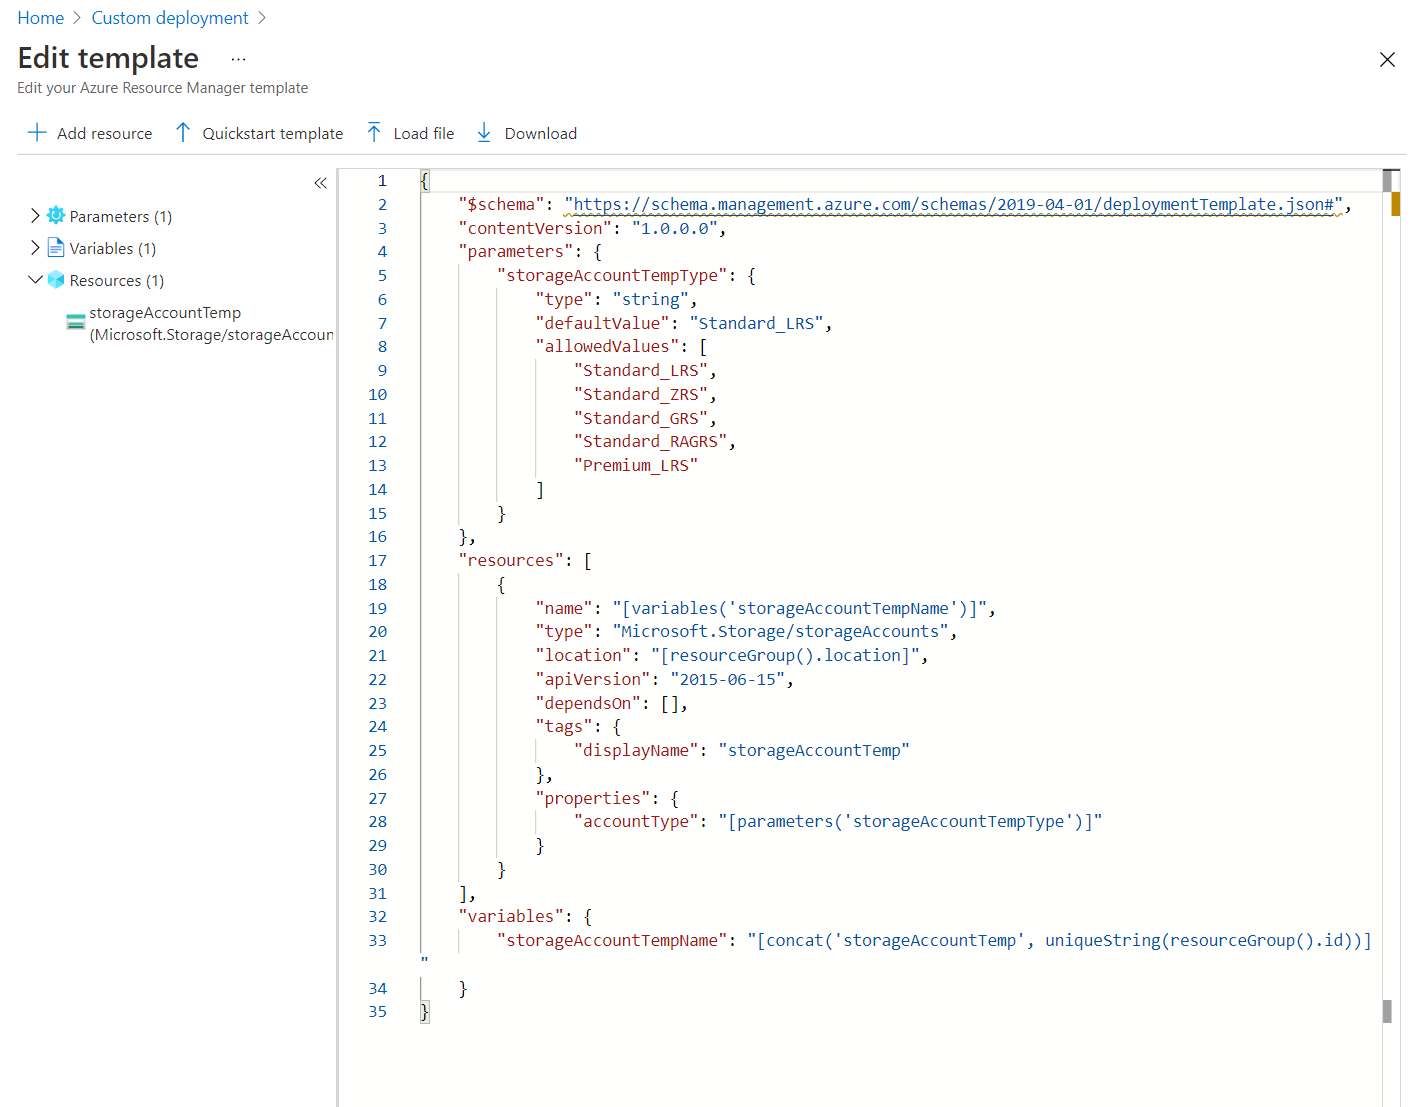 Home > Custom deployment >
Edit template ...
Edit your Azure Resource Manager template
Add resource Quickstart template Load file Download
«
Parameters (1)
Variables (1)
Resources (1)
storageAccountTemp
(Microsoft.Storage/storageAccoun
1 {
2 "$schema": "https://schema.management.azure.com/schemas/2019-04-01/deploymentTemplate.json#",
3 "contentVersion": "1.0.0.0",
4 "parameters": {
5 "storageAccountTempType": {
6 "type": "string",
7 "defaultValue": "Standard_LRS",
8 "allowedValues": [
9 "Standard_LRS",
10 "Standard_ZRS",
11 "Standard_GRS",
12 "Standard_RAGRS",
13 "Premium_LRS"
14 ]
15 }
16 },
17 "resources": [
18 {
19 "name": "[variables('storageAccountTempName')]",
20 "type": "Microsoft.Storage/storageAccounts",
21 "location": "[resourceGroup().location]",
22 "apiVersion": "2015-06-15",
23 "dependsOn": [],
24 "tags": {
25 "displayName": "storageAccountTemp"
26 },
27 "properties": {
28 "accountType": "[parameters('storageAccountTempType')]"
29 }
30 }
31 ],
32 "variables": {
33 "storageAccountTempName": "[concat('storageAccountTemp', uniqueString(resourceGroup().id))]
"
34 }
35 }